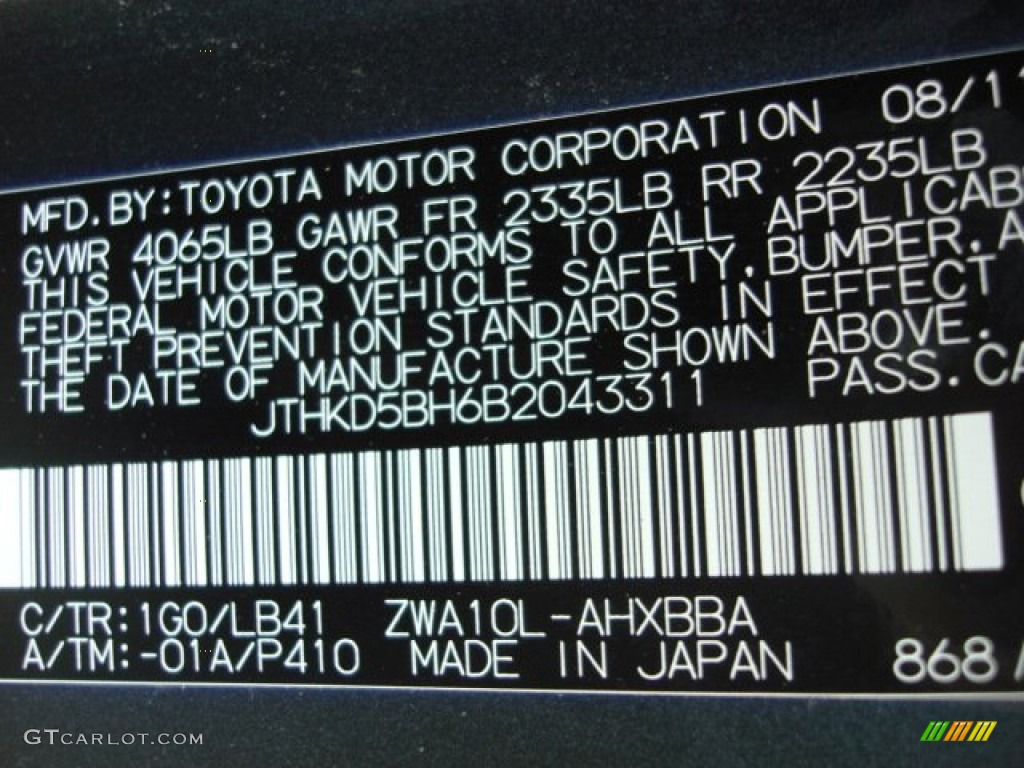 MFD. BY: TOYOTA MOTOR CORPORATION 08/11
GVWR 4065LB GAWR FR 2335LB RR 2235LB
THIS VEHICLE CONFORMS TO ALL APPLICAB
FEDERAL MOTOR VEHICLE SAFETY, BUMPER, A
THEFT PREVENTION STANDARDS IN EFFECT
THE DATE OF MANUFACTURE SHOWN ABOVE.
JTHKD5BH6B2043311 PASS. CA
C/TR: 1G0/LB41 ZWA10L-AHXBBA
A/TM: -01A/P410 MADE IN JAPAN 868
GTCARLOT.COM